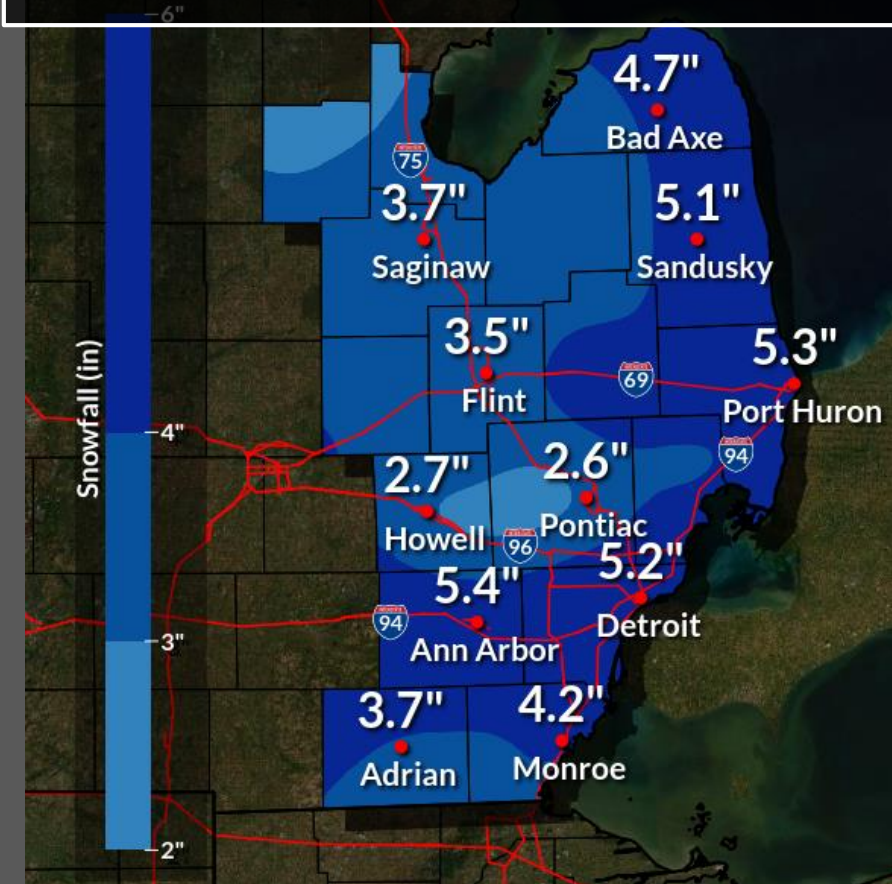 6"
4.7"
Bad Axe
75
3.7"
Saginaw
5.1"
Sandusky
3.5"
Flint
69
5.3"
Port Huron
Snowfall (in)
4"
94
2.7"
Howell
2.6"
Pontiac
96
5.2"
Detroit
5.4"
Ann Arbor
94
3"
3.7"
Adrian
4.2"
Monroe
2"